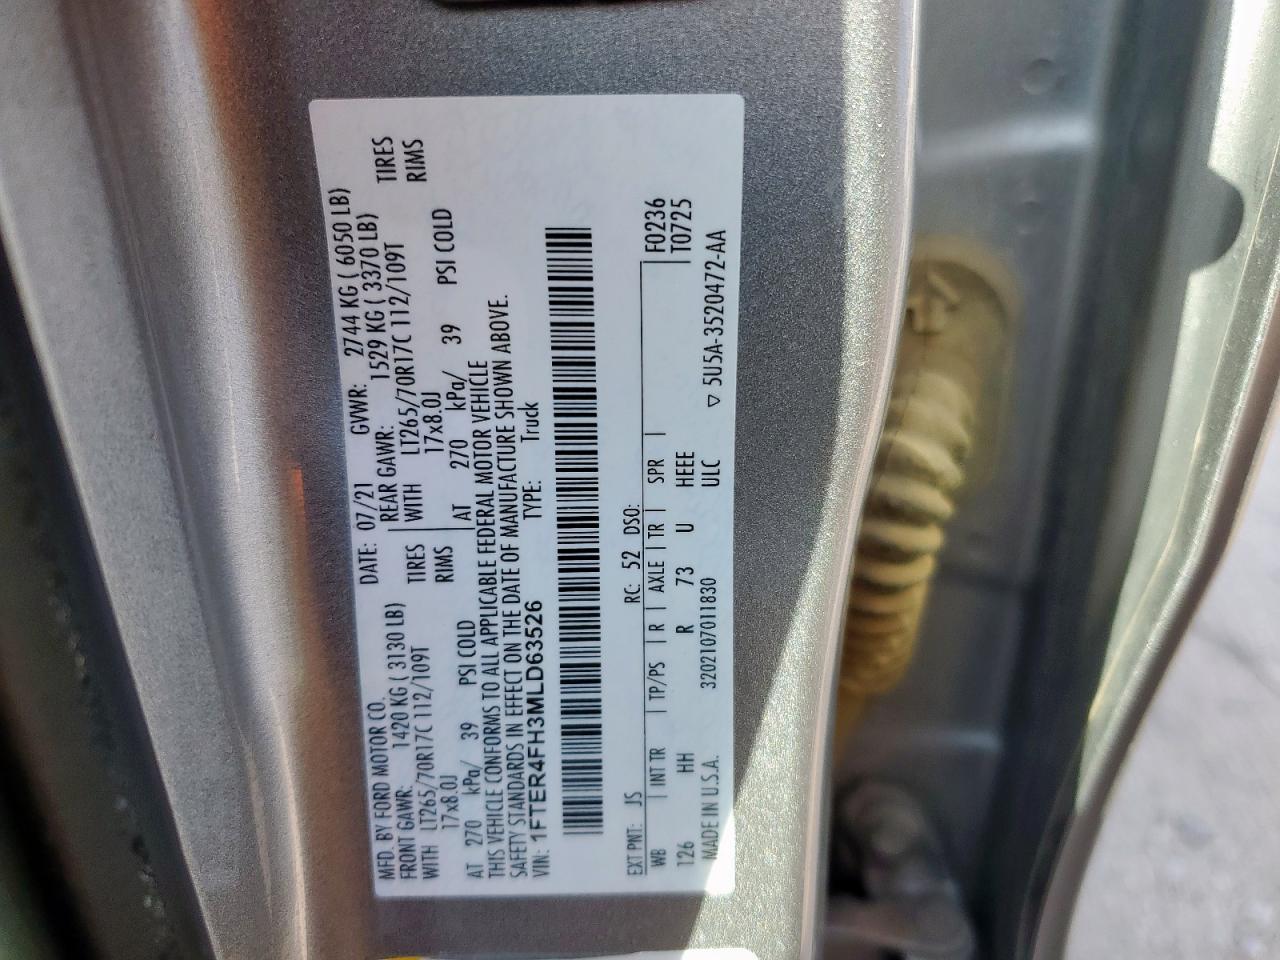 MFD. BY FORD MOTOR CO.
DATE: 07/21 GVWR: 2744 KG ( 6050 LB)
FRONT GAWR: 1420 KG ( 3130 LB) REAR GAWR: 1529 KG ( 3370 LB)
WITH LT265/70R17C 112/109T TIRES WITH LT265/70R17C 112/109T TIRES
17x8.0J RIMS 17x8.0J RIMS
AT 270 kPa/ 39 PSI COLD AT 270 kPa/ 39 PSI COLD
THIS VEHICLE CONFORMS TO ALL APPLICABLE FEDERAL MOTOR VEHICLE
SAFETY STANDARDS IN EFFECT ON THE DATE OF MANUFACTURE SHOWN ABOVE.
VIN: 1FTER4FH3MLD63526 TYPE: Truck
EXT PNT: JS RC: 52 DSO: F0236
WB INT TR TP/PS R AXLE TR SPR T0725
126 HH R 73 U HEEE
MADE IN U.S.A. 320210701183​0 ULC ▽ 5U5A-3520472-AA